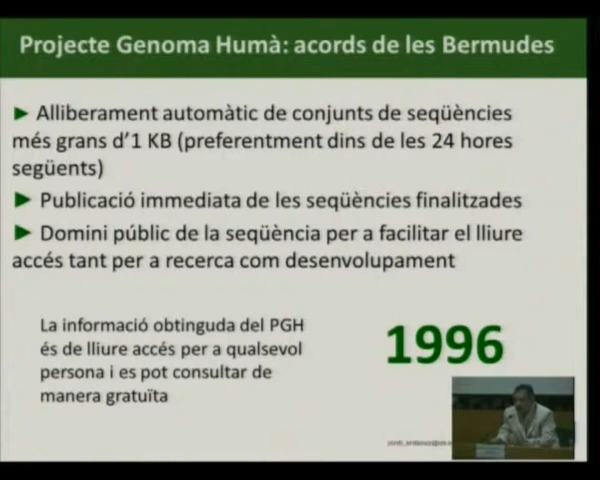 Projecte Genoma Humà: acords de les Bermudes
► Alliberament automàtic de conjunts de seqüències
més grans d'1 KB (preferentment dins de les 24 hores
següents)
► Publicació immediata de les seqüències finalitzades
► Domini públic de la seqüència per a facilitar el lliure
accés tant per a recerca com desenvolupament
La informació obtinguda del PGH
és de lliure accés per a qualsevol
persona i es pot consultar de
manera gratuïta
1996